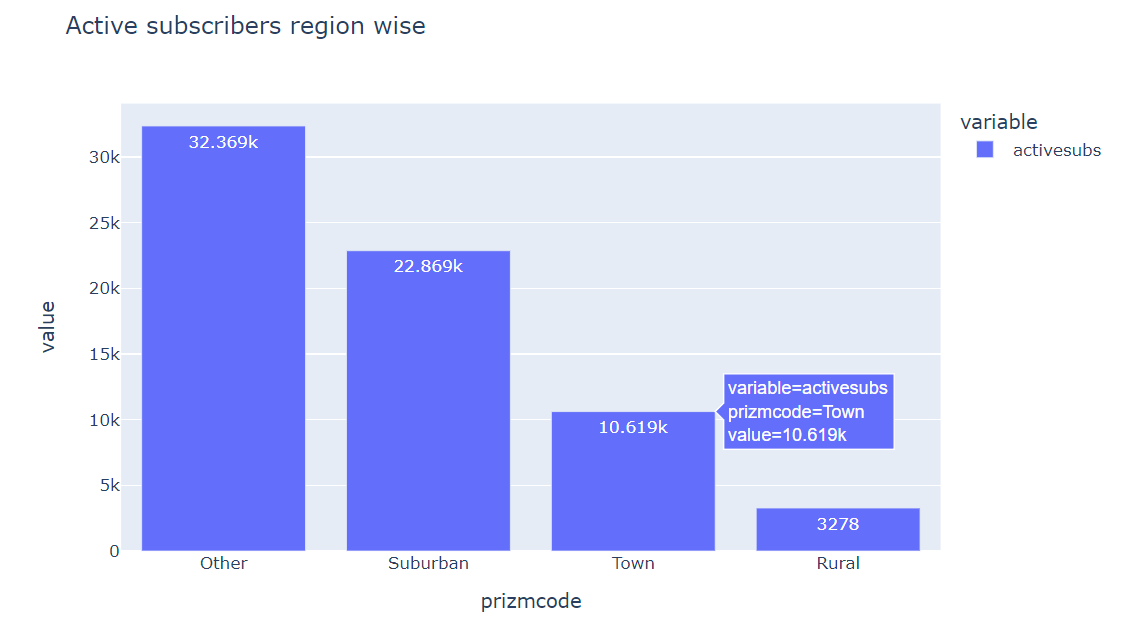 Active subscribers region wise
variable
activesubs
value
30k
25k
20k
15k
10k
5k
0
32.369k
22.869k
10.619k
3278
variable=activesubs
prizmcode=Town
value=10.619k
Other
Suburban
Town
Rural
prizmcode